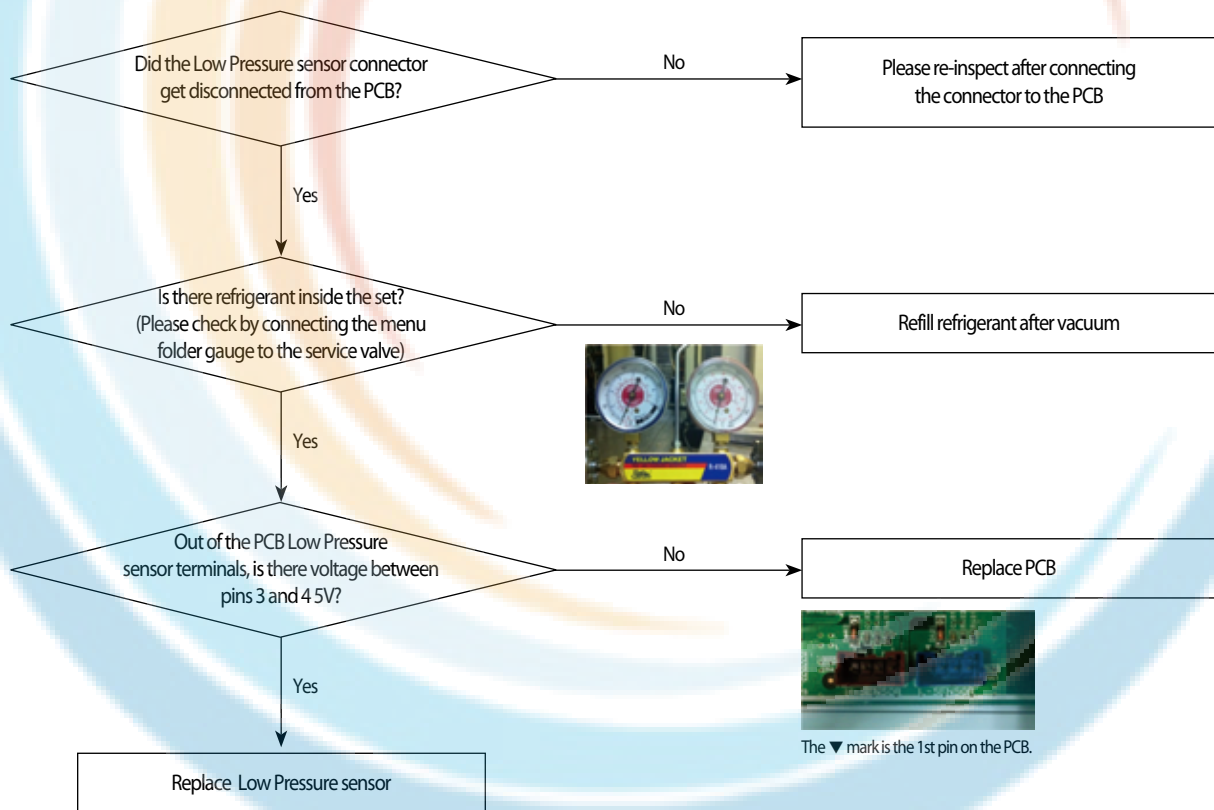 Did the Low Pressure sensor connector
get disconnected from the PCB?
No
Please re-inspect after connecting
the connector to the PCB
Yes
Is there refrigerant inside the set?
(Please check by connecting the menu
folder gauge to the service valve)
No
Refill refrigerant after vacuum
YELLOW JACKET
Yes
Out of the PCB Low Pressure
sensor terminals, is there voltage between
pins 3 and 4 5V?
No
Replace PCB
Yes
The ▼ mark is the 1st pin on the PCB.
Replace Low Pressure sensor